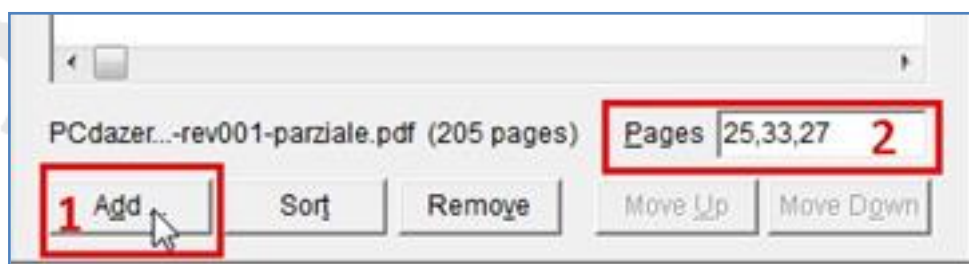 PCdazer...-rev001-parziale.pdf (205 pages) Pages 25,33,27 2
1 Add Sort Remove Move Up Move Down